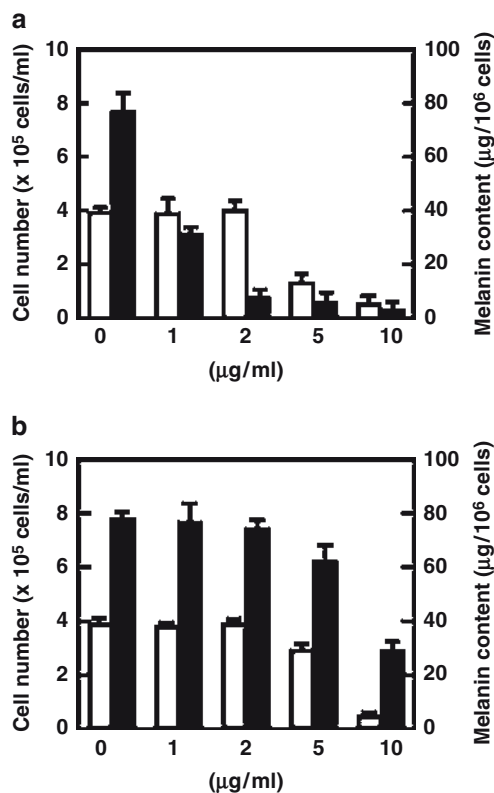 a
Cell number (x 10⁵ cells/ml)
10
8
6
4
2
0
Melanin content (μg/10⁶ cells)
100
80
60
40
20
0
0 1 2 5 10
(μg/ml)
b
Cell number (x 10⁵ cells/ml)
10
8
6
4
2
0
Melanin content (μg/10⁶ cells)
100
80
60
40
20
0
0 1 2 5 10
(μg/ml)